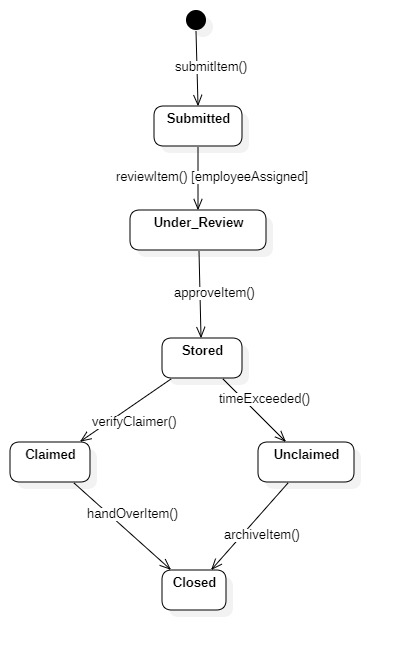 submitItem()
Submitted
reviewItem() [employeeAssigned]
Under_Review
approveItem()
Stored
timeExceeded()
verifyClaimer()
Claimed
Unclaimed
handOverItem()
archiveItem()
Closed